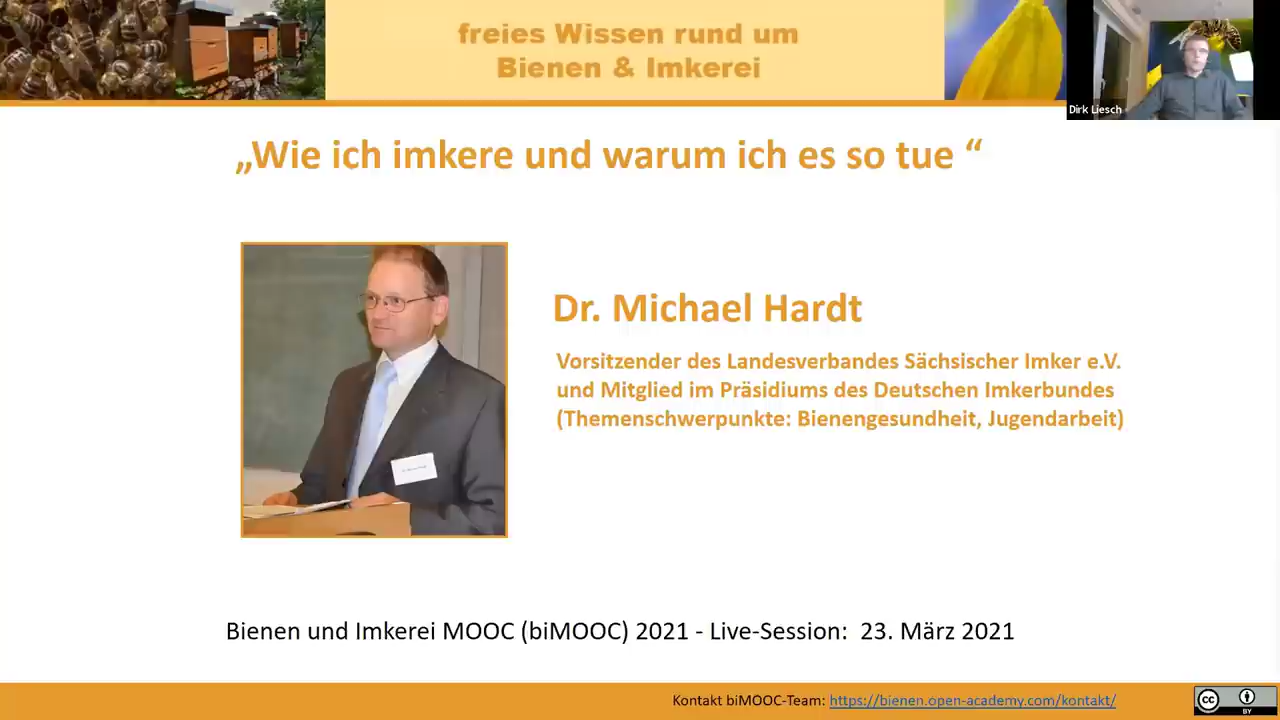 freies Wissen rund um
Bienen & Imkerei
Dirk Liesch
„Wie ich imkere und warum ich es so tue “
Dr. Michael Hardt
Vorsitzender des Landesverbandes Sächsischer Imker e.V.
und Mitglied im Präsidiums des Deutschen Imkerbundes
(Themenschwerpunkte: Bienengesundheit, Jugendarbeit)
Bienen und Imkerei MOOC (biMOOC) 2021 - Live-Session: 23. März 2021
Kontakt biMOOC-Team: https://bienen.open-academy.com/kontakt/
cc
BY